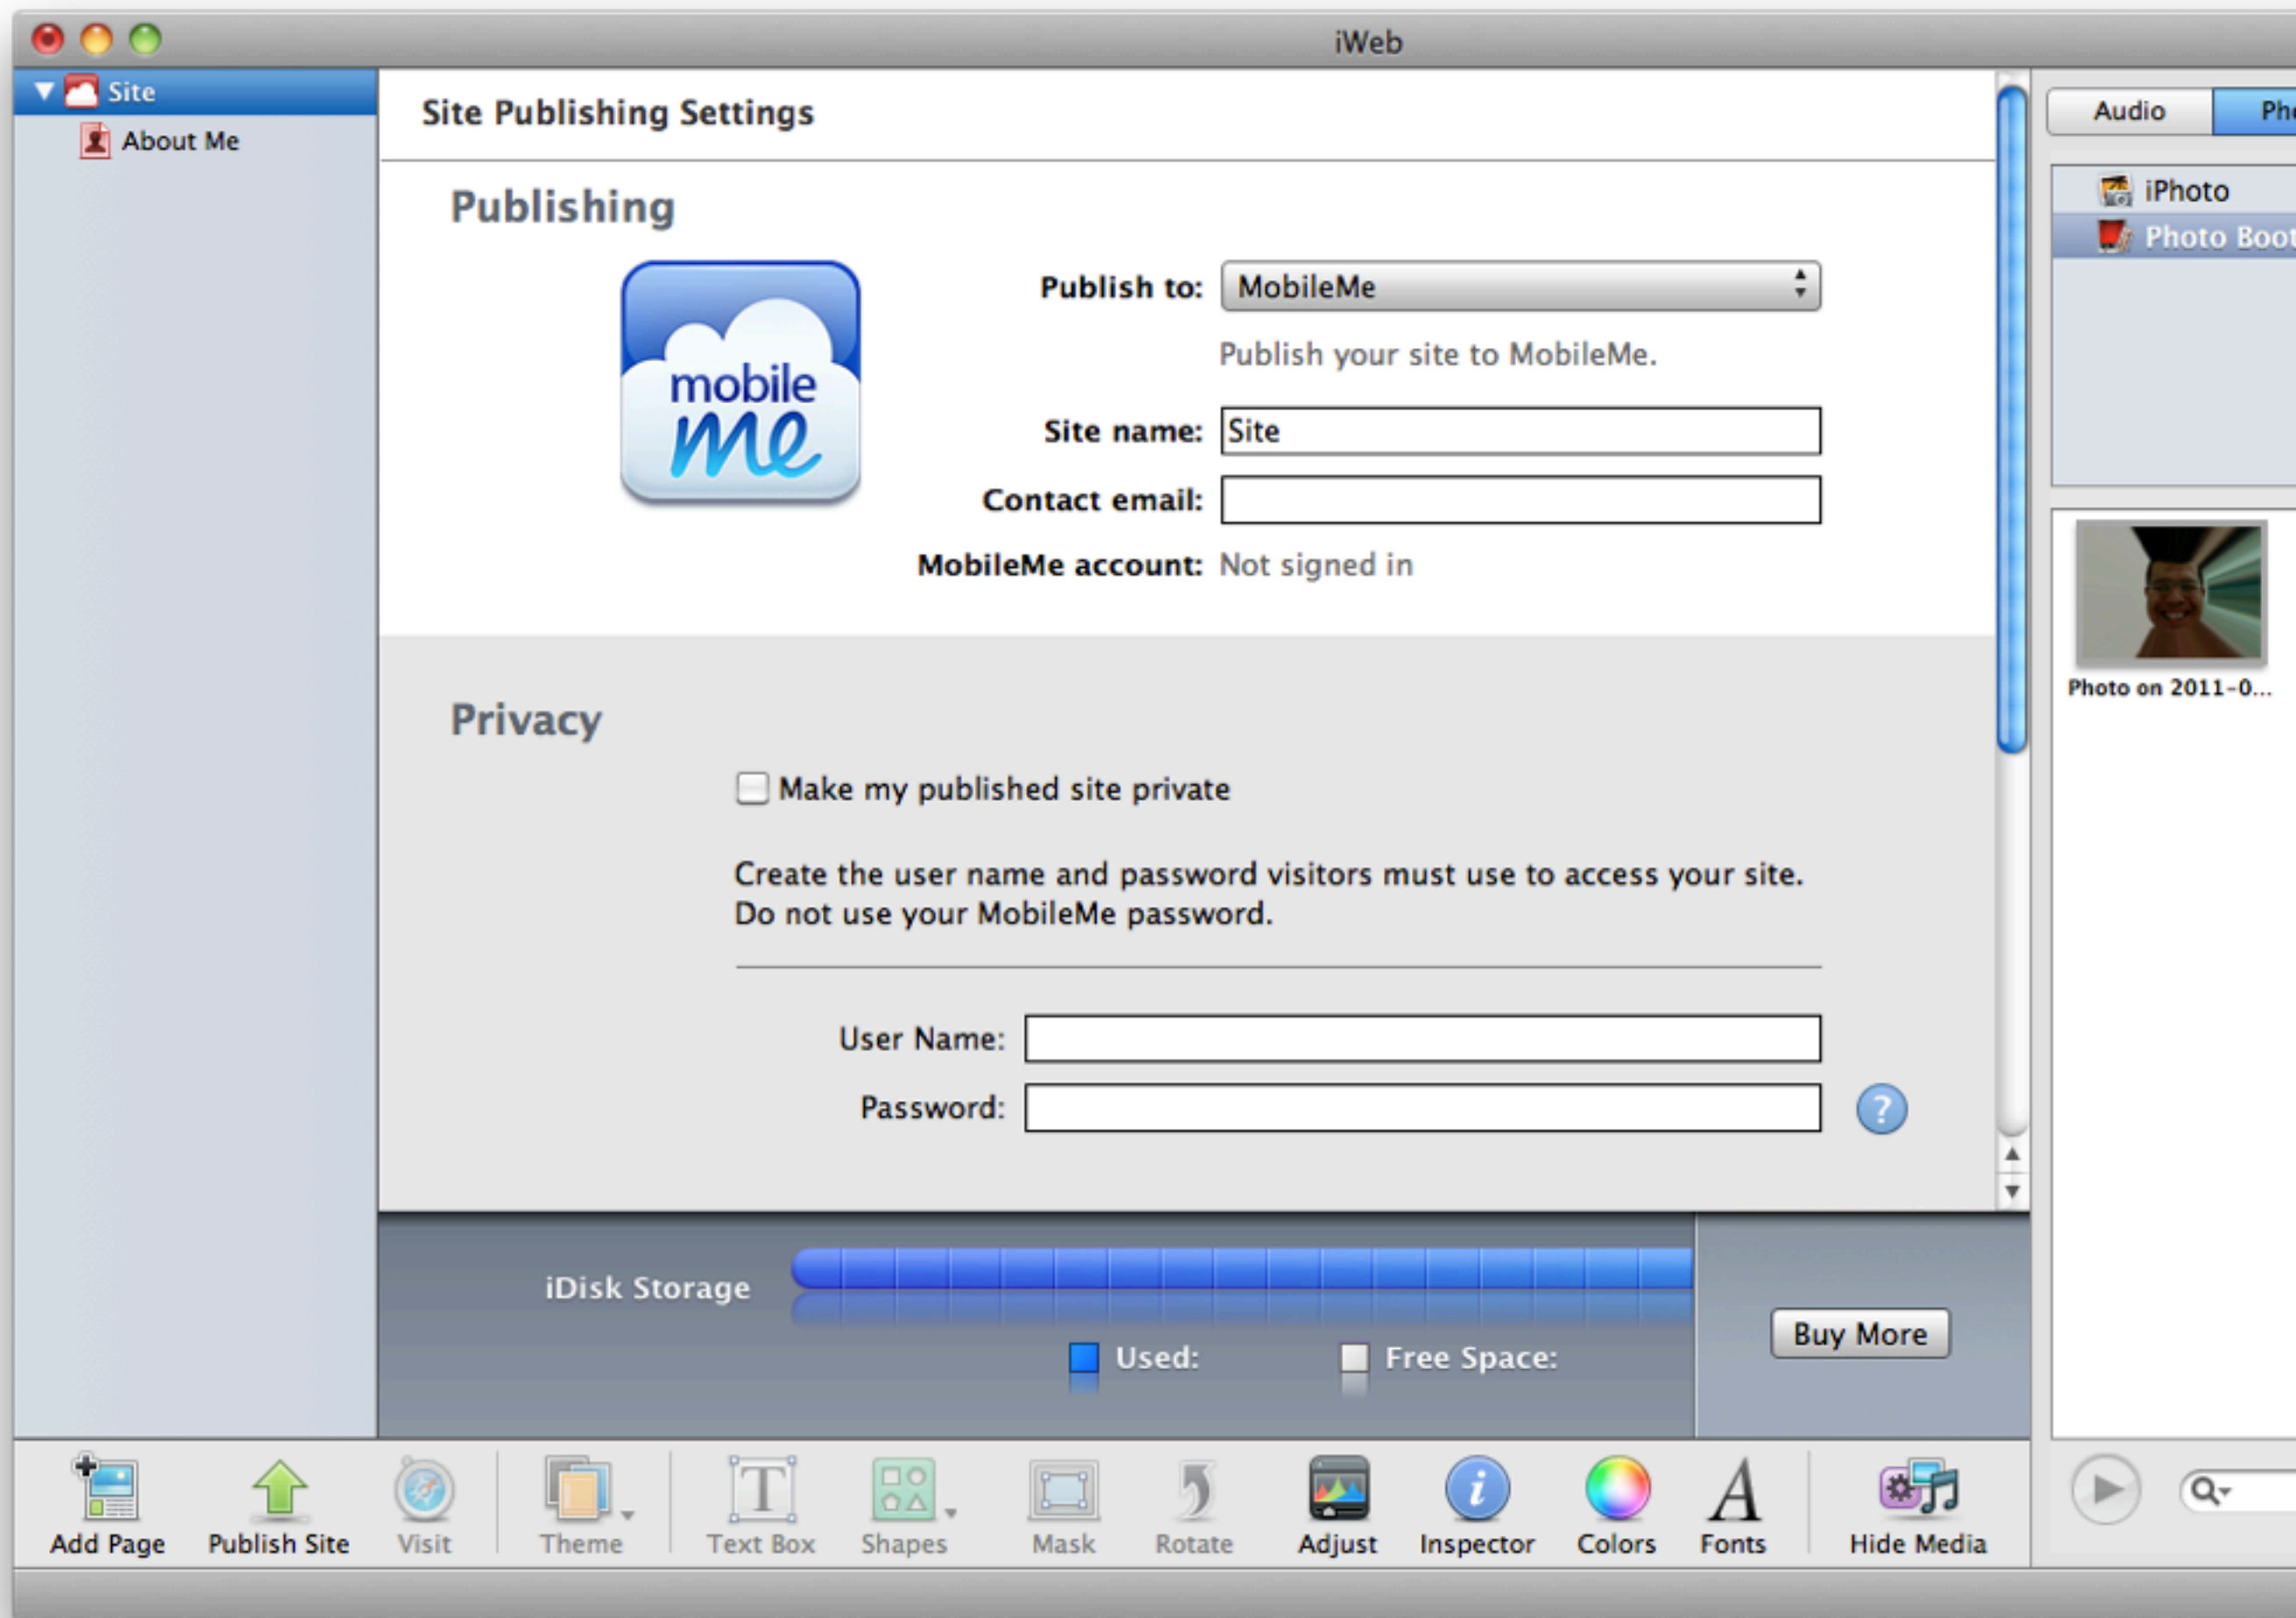 iWeb
Site
About Me
Site Publishing Settings
Publishing
mobile
me
Publish to: MobileMe
Publish your site to MobileMe.
Site name: Site
Contact email:
MobileMe account: Not signed in
Privacy
Make my published site private
Create the user name and password visitors must use to access your site.
Do not use your MobileMe password.
User Name:
Password:
?
iDisk Storage
Used: Free Space:
Buy More
Audio Pho
iPhoto
Photo Boot
Photo on 2011-0...
Add Page Publish Site Visit Theme Text Box Shapes Mask Rotate Adjust Inspector Colors Fonts Hide Media